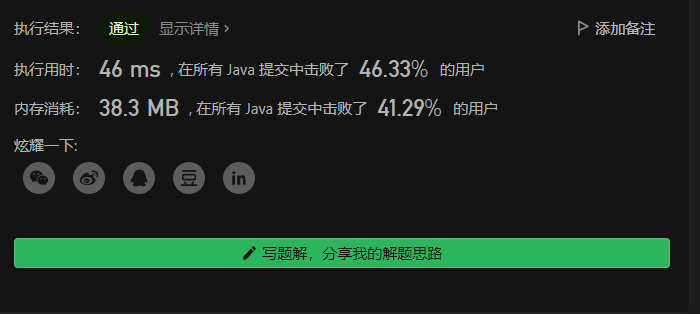 执行结果： 通过 显示详情 > 添加备注
执行用时： 46 ms , 在所有 Java 提交中击败了 46.33% 的用户
内存消耗： 38.3 MB , 在所有 Java 提交中击败了 41.29% 的用户
炫耀一下:
写题解，分享我的解题思路